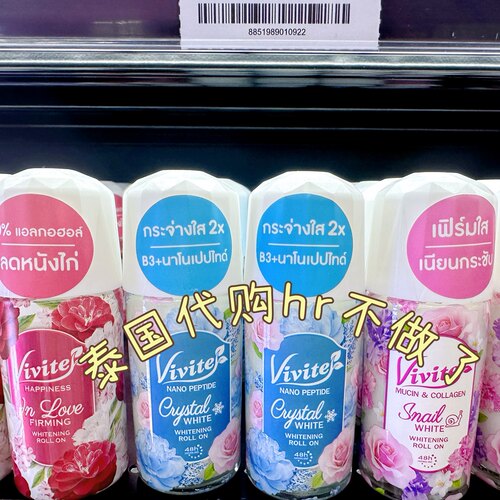 8851989010922
0% แอลกอฮอล์
ลดหนังไก่
กระจ่างใส 2x
B3+นาโนเปปไทด์
กระจ่างใส 2x
B3+นาโนเปปไทด์
เฟิร์มใส
เนียนกระชับ
泰国代购hr不做了
Vivite
HAPPINESS
In Love
FIRMING
WHITENING
ROLL ON
Vivite
NANO PEPTIDE
Crystal
WHITE
WHITENING
ROLL ON
48h
Vivite
NANO PEPTIDE
Crystal
WHITE
WHITENING
ROLL ON
48h
Vivite
MUCIN & COLLAGEN
Snail
WHITE
WHITENING
ROLL ON
48h